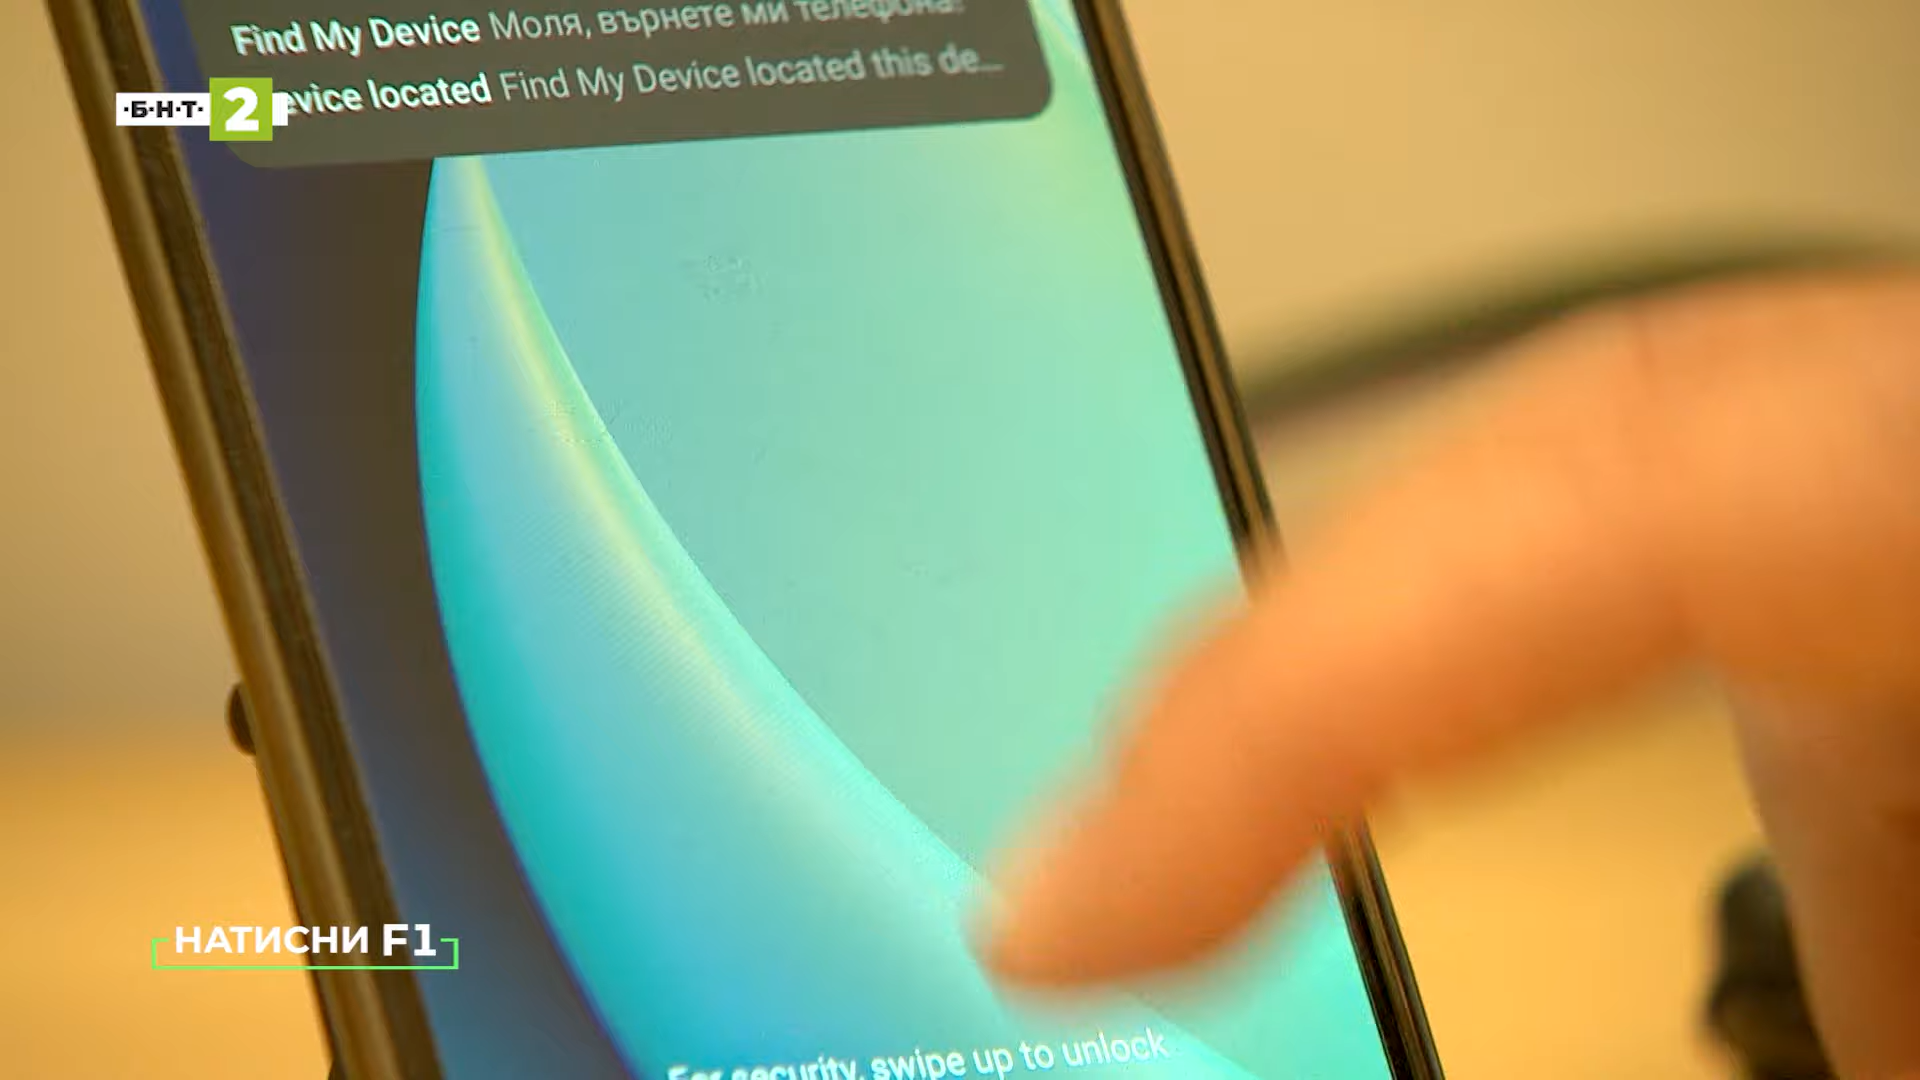 Find My Device Моля, върнете ми телефона!
evice located Find My Device located this de...
·Б·Н·Т· 2
НАТИСНИ F1
For security, swipe up to unlock